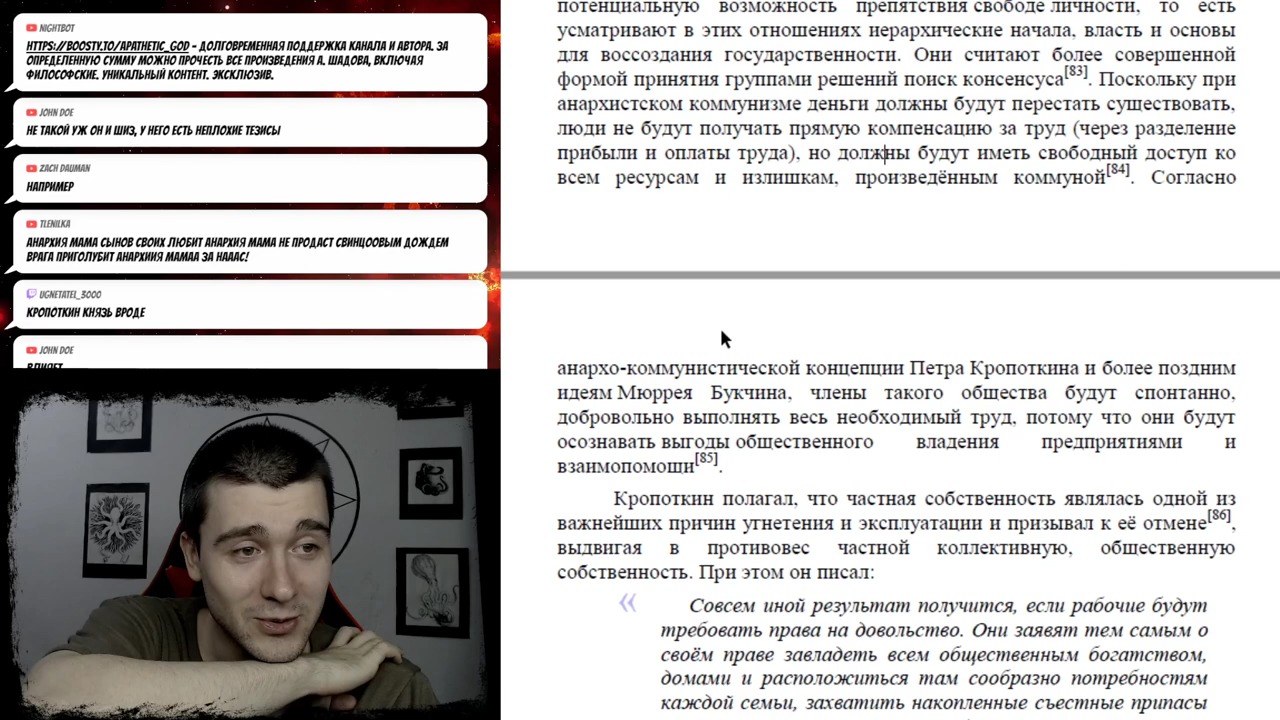 NIGHTBOT
HTTPS://BOOSTY.TO/APATHETIC_GOD - ДОЛГОВРЕМЕННАЯ ПОДДЕРЖКА КАНАЛА И АВТОРА. ЗА
ОПРЕДЕЛЕННУЮ СУММУ МОЖНО ПРОЧЕСТЬ ВСЕ ПРОИЗВЕДЕНИЯ А. ШАДОВА, ВКЛЮЧАЯ
ФИЛОСОФСКИЕ. УНИКАЛЬНЫЙ КОНТЕНТ. ЭКСКЛЮЗИВ.
JOHN DOE
НЕ ТАКОЙ УЖ ОН И ШИЗ, У НЕГО ЕСТЬ НЕПЛОХИЕ ТЕЗИСЫ
ZACH DAUMAN
НАПРИМЕР
TLENILKA
АНАРХИЯ МАМА СЫНОВ СВОИХ ЛЮБИТ АНАРХИЯ МАМА НЕ ПРОДАСТ СВИНЦООВЫМ ДОЖДЕМ
ВРАГА ПРИГОЛУБИТ АНАРХИИЯ МАМАА ЗА НАААС!
UGNETATEL_3000
КРОПОТКИН КНЯЗЬ ВРОДЕ
JOHN DOE
потенциальную возможность препятствия свободе личности, то есть
усматривают в этих отношениях иерархические начала, власть и основы
для воссоздания государственности. Они считают более совершенной
формой принятия группами решений поиск консенсуса[83]. Поскольку при
анархистском коммунизме деньги должны будут перестать существовать,
люди не будут получать прямую компенсацию за труд (через разделение
прибыли и оплаты труда), но должны будут иметь свободный доступ ко
всем ресурсам и излишкам, произведённым коммуной[84]. Согласно
анархо-коммунистической концепции Петра Кропоткина и более поздним
идеям Мюррея Букчина, члены такого общества будут спонтанно,
добровольно выполнять весь необходимый труд, потому что они будут
осознавать выгоды общественного владения предприятиями и
взаимопомощи[85].
Кропоткин полагал, что частная собственность являлась одной из
важнейших причин угнетения и эксплуатации и призывал к её отмене[86],
выдвигая в противовес частной коллективную, общественную
собственность. При этом он писал:
« Совсем иной результат получится, если рабочие будут
требовать права на довольство. Они заявят тем самым о
своём праве завладеть всем общественным богатством,
домами и расположиться там сообразно потребностям
каждой семьи, захватить накопленные съестные припасы